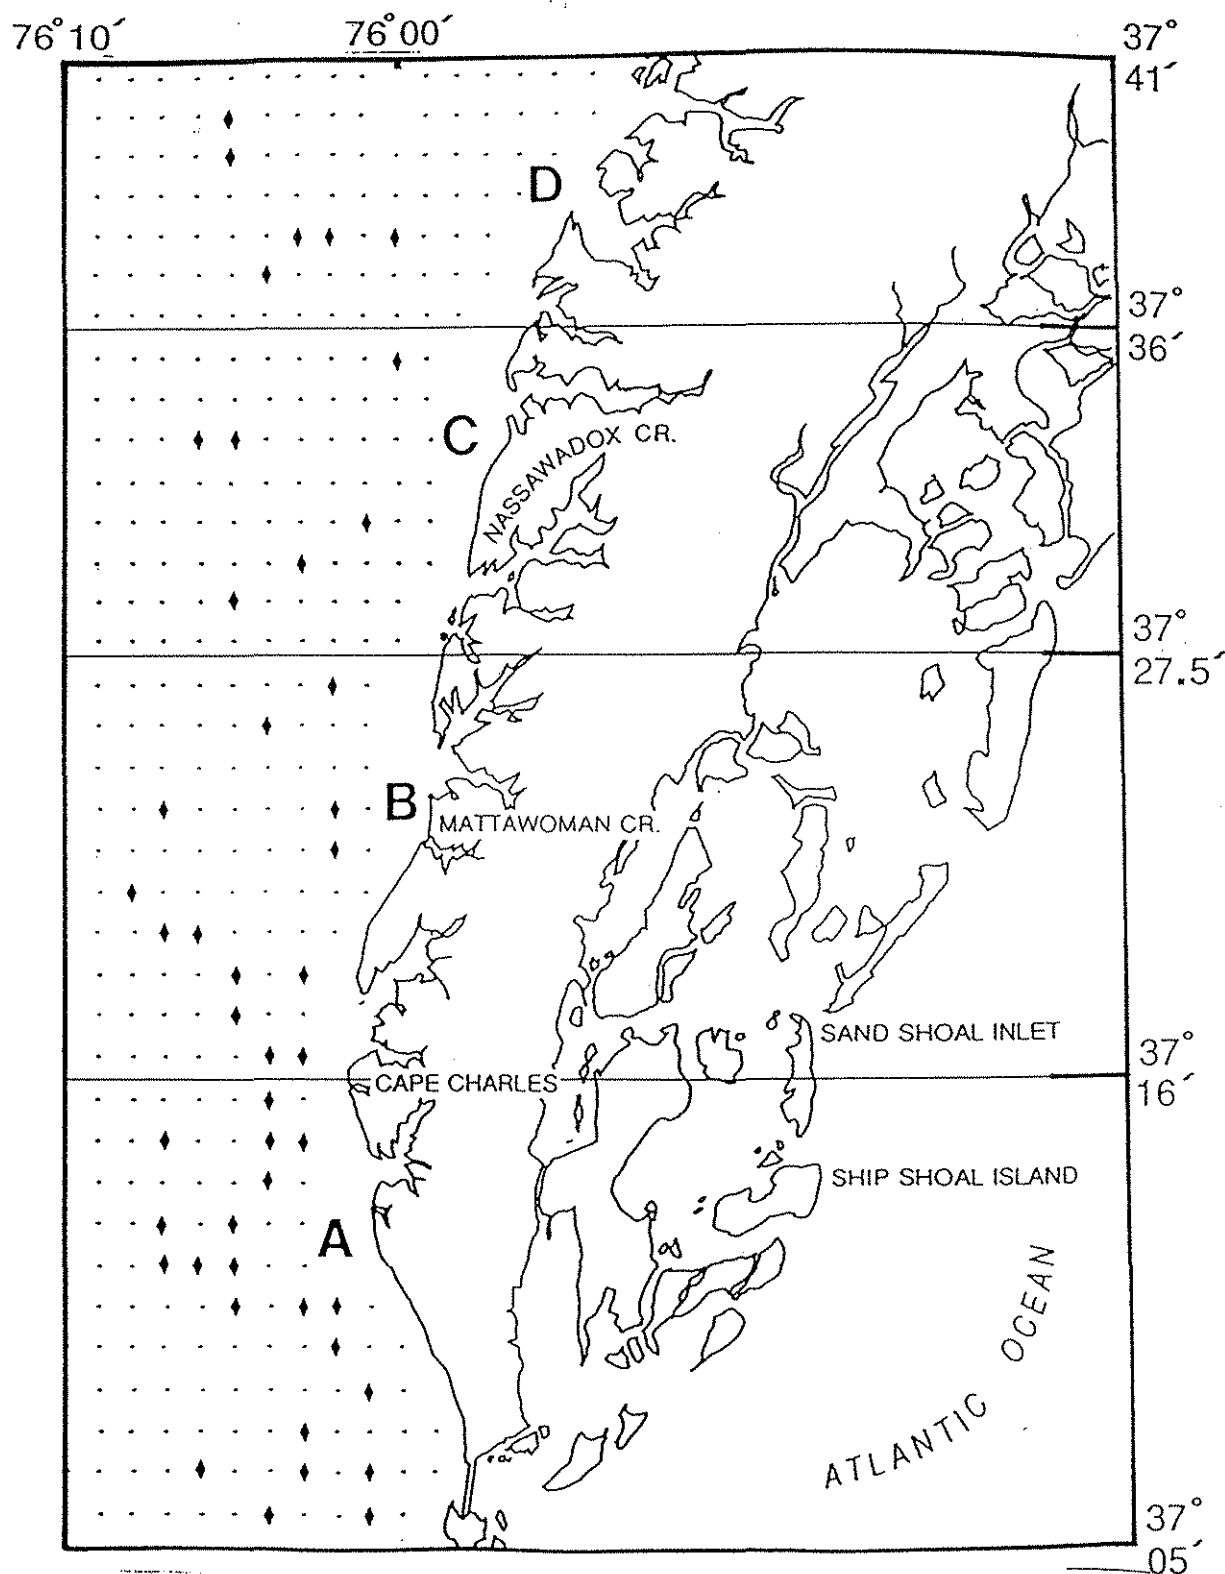 76°10′ 76°00′ 37°
41′
D
37°
36′
C
NASSAWADOX CR.
37°
27.5′
B
MATTAWOMAN CR.
SAND SHOAL INLET
37°
CAPE CHARLES
16′
SHIP SHOAL ISLAND
A
ATLANTIC OCEAN
37°
05′